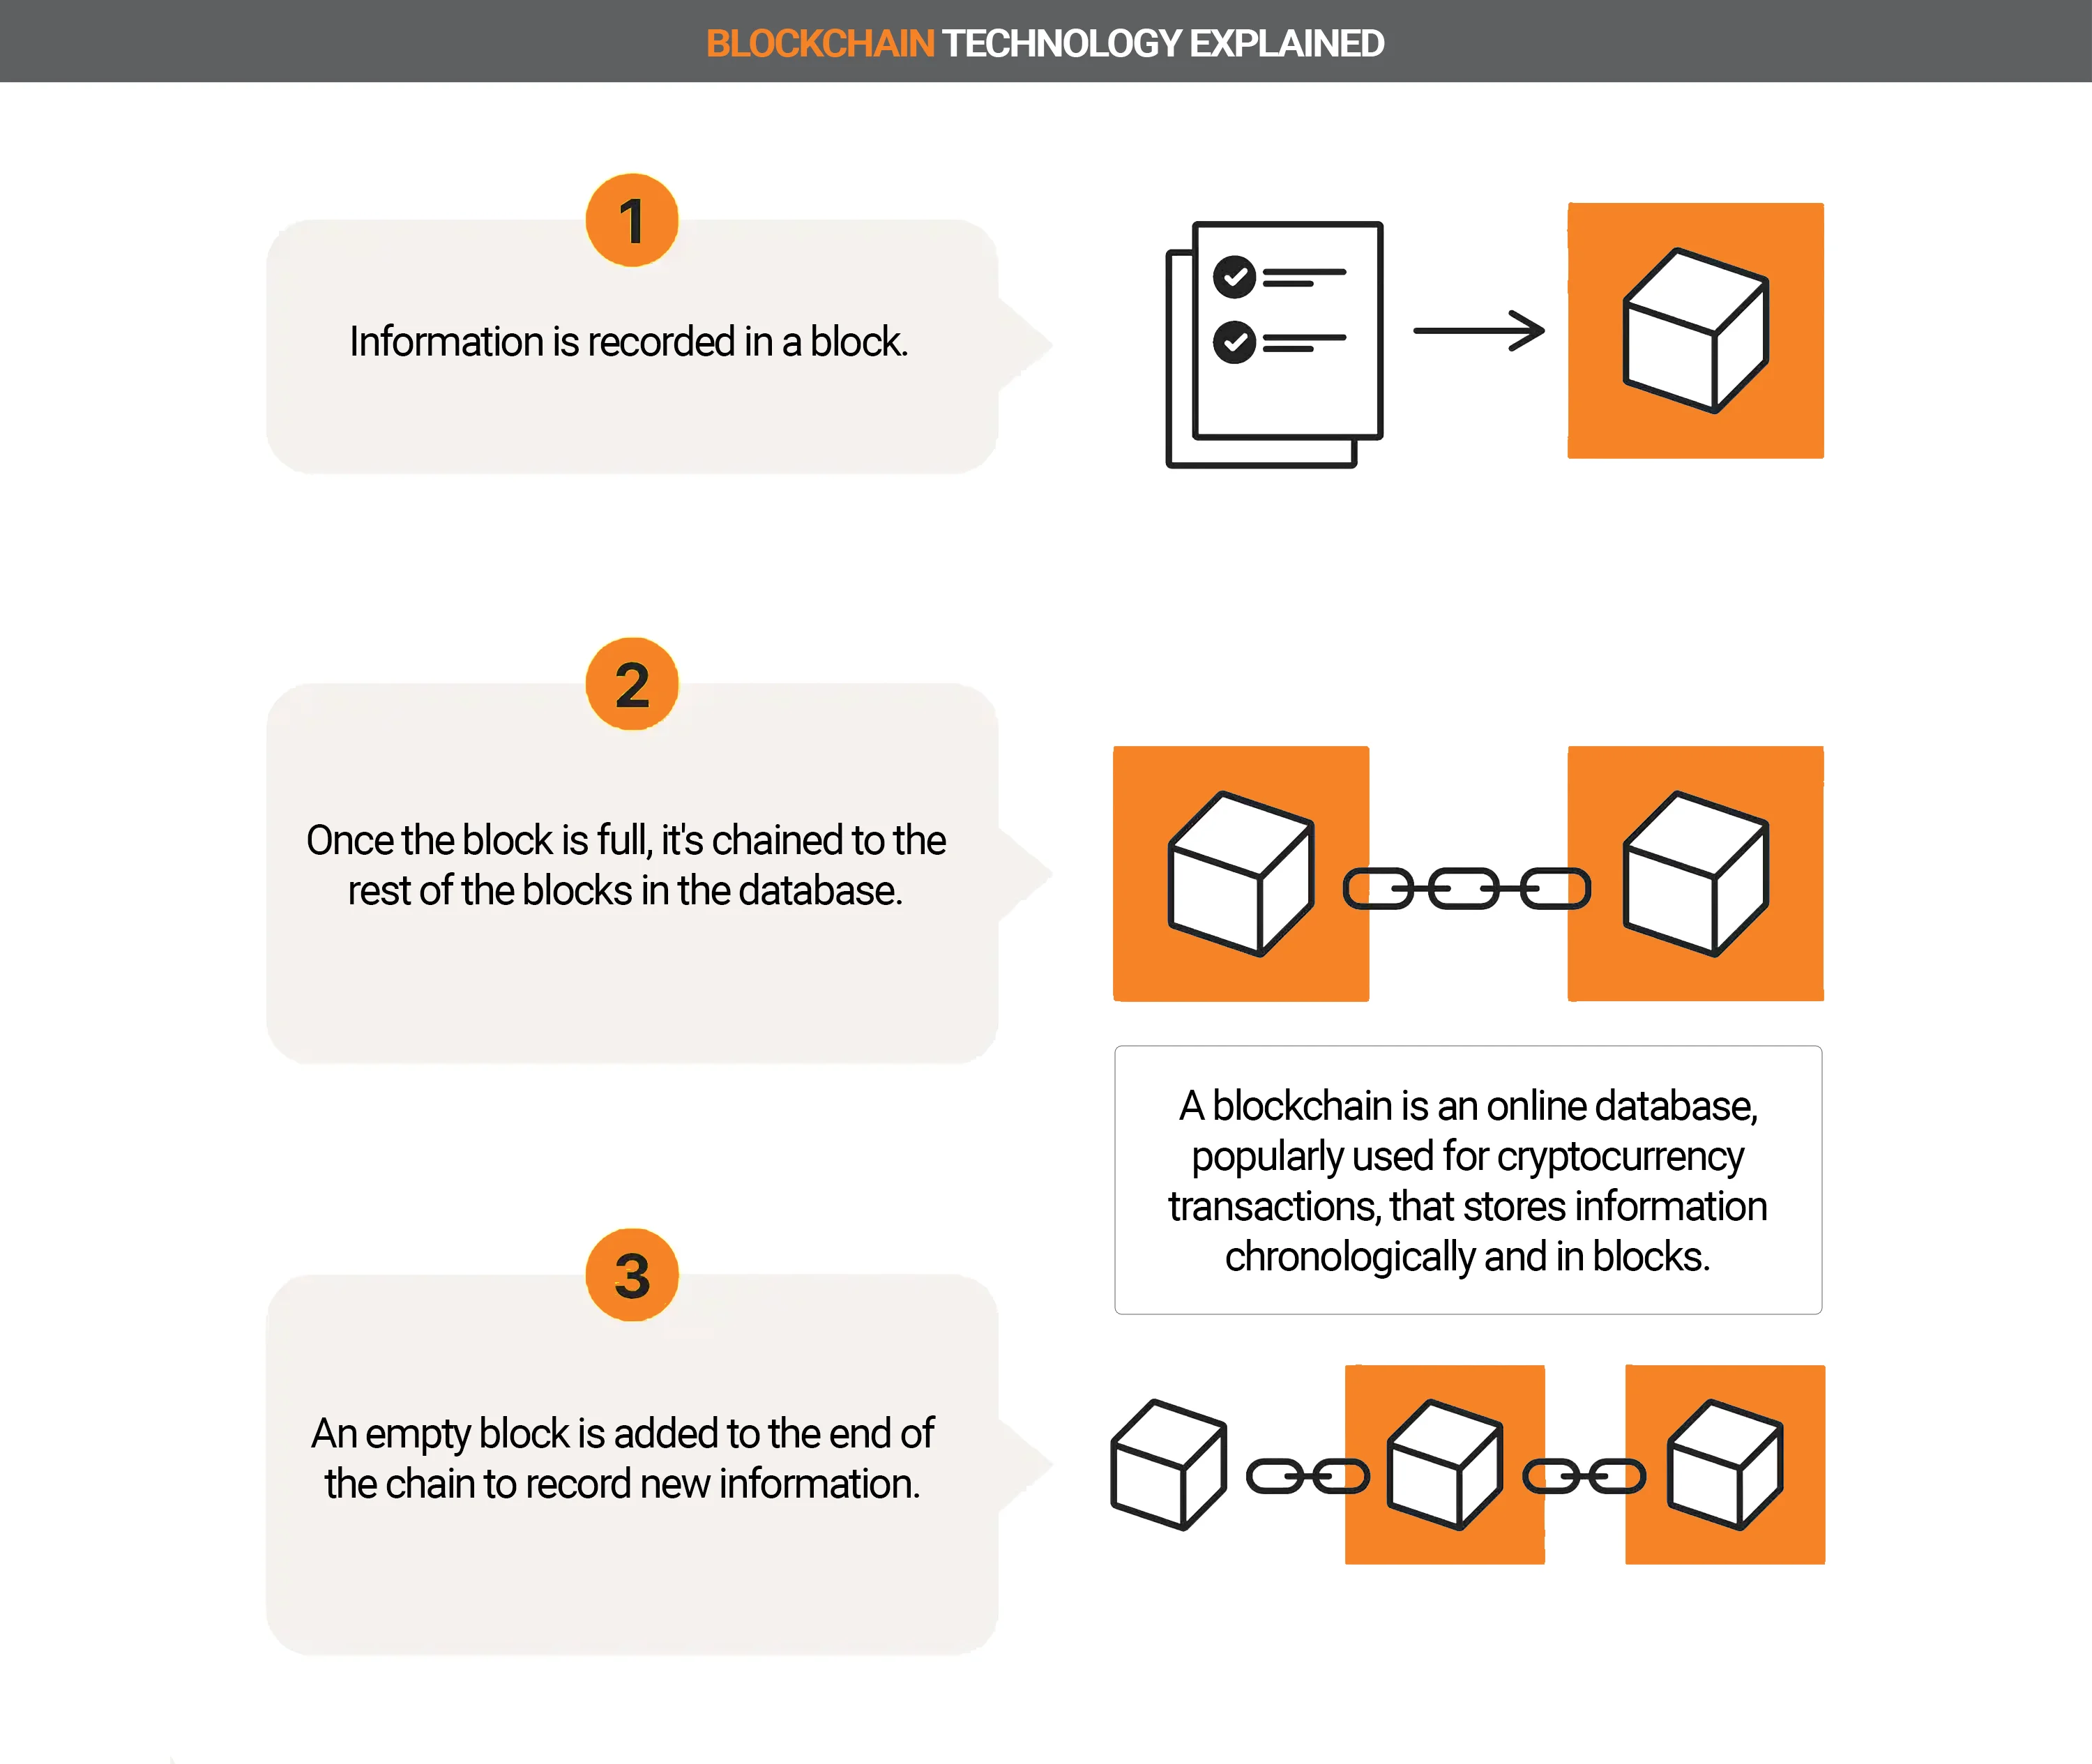 BLOCKCHAIN TECHNOLOGY EXPLAINED
1
Information is recorded in a block.
2
Once the block is full, it's chained to the
rest of the blocks in the database.
A blockchain is an online database,
popularly used for cryptocurrency
transactions, that stores information
chronologically and in blocks.
3
An empty block is added to the end of
the chain to record new information.